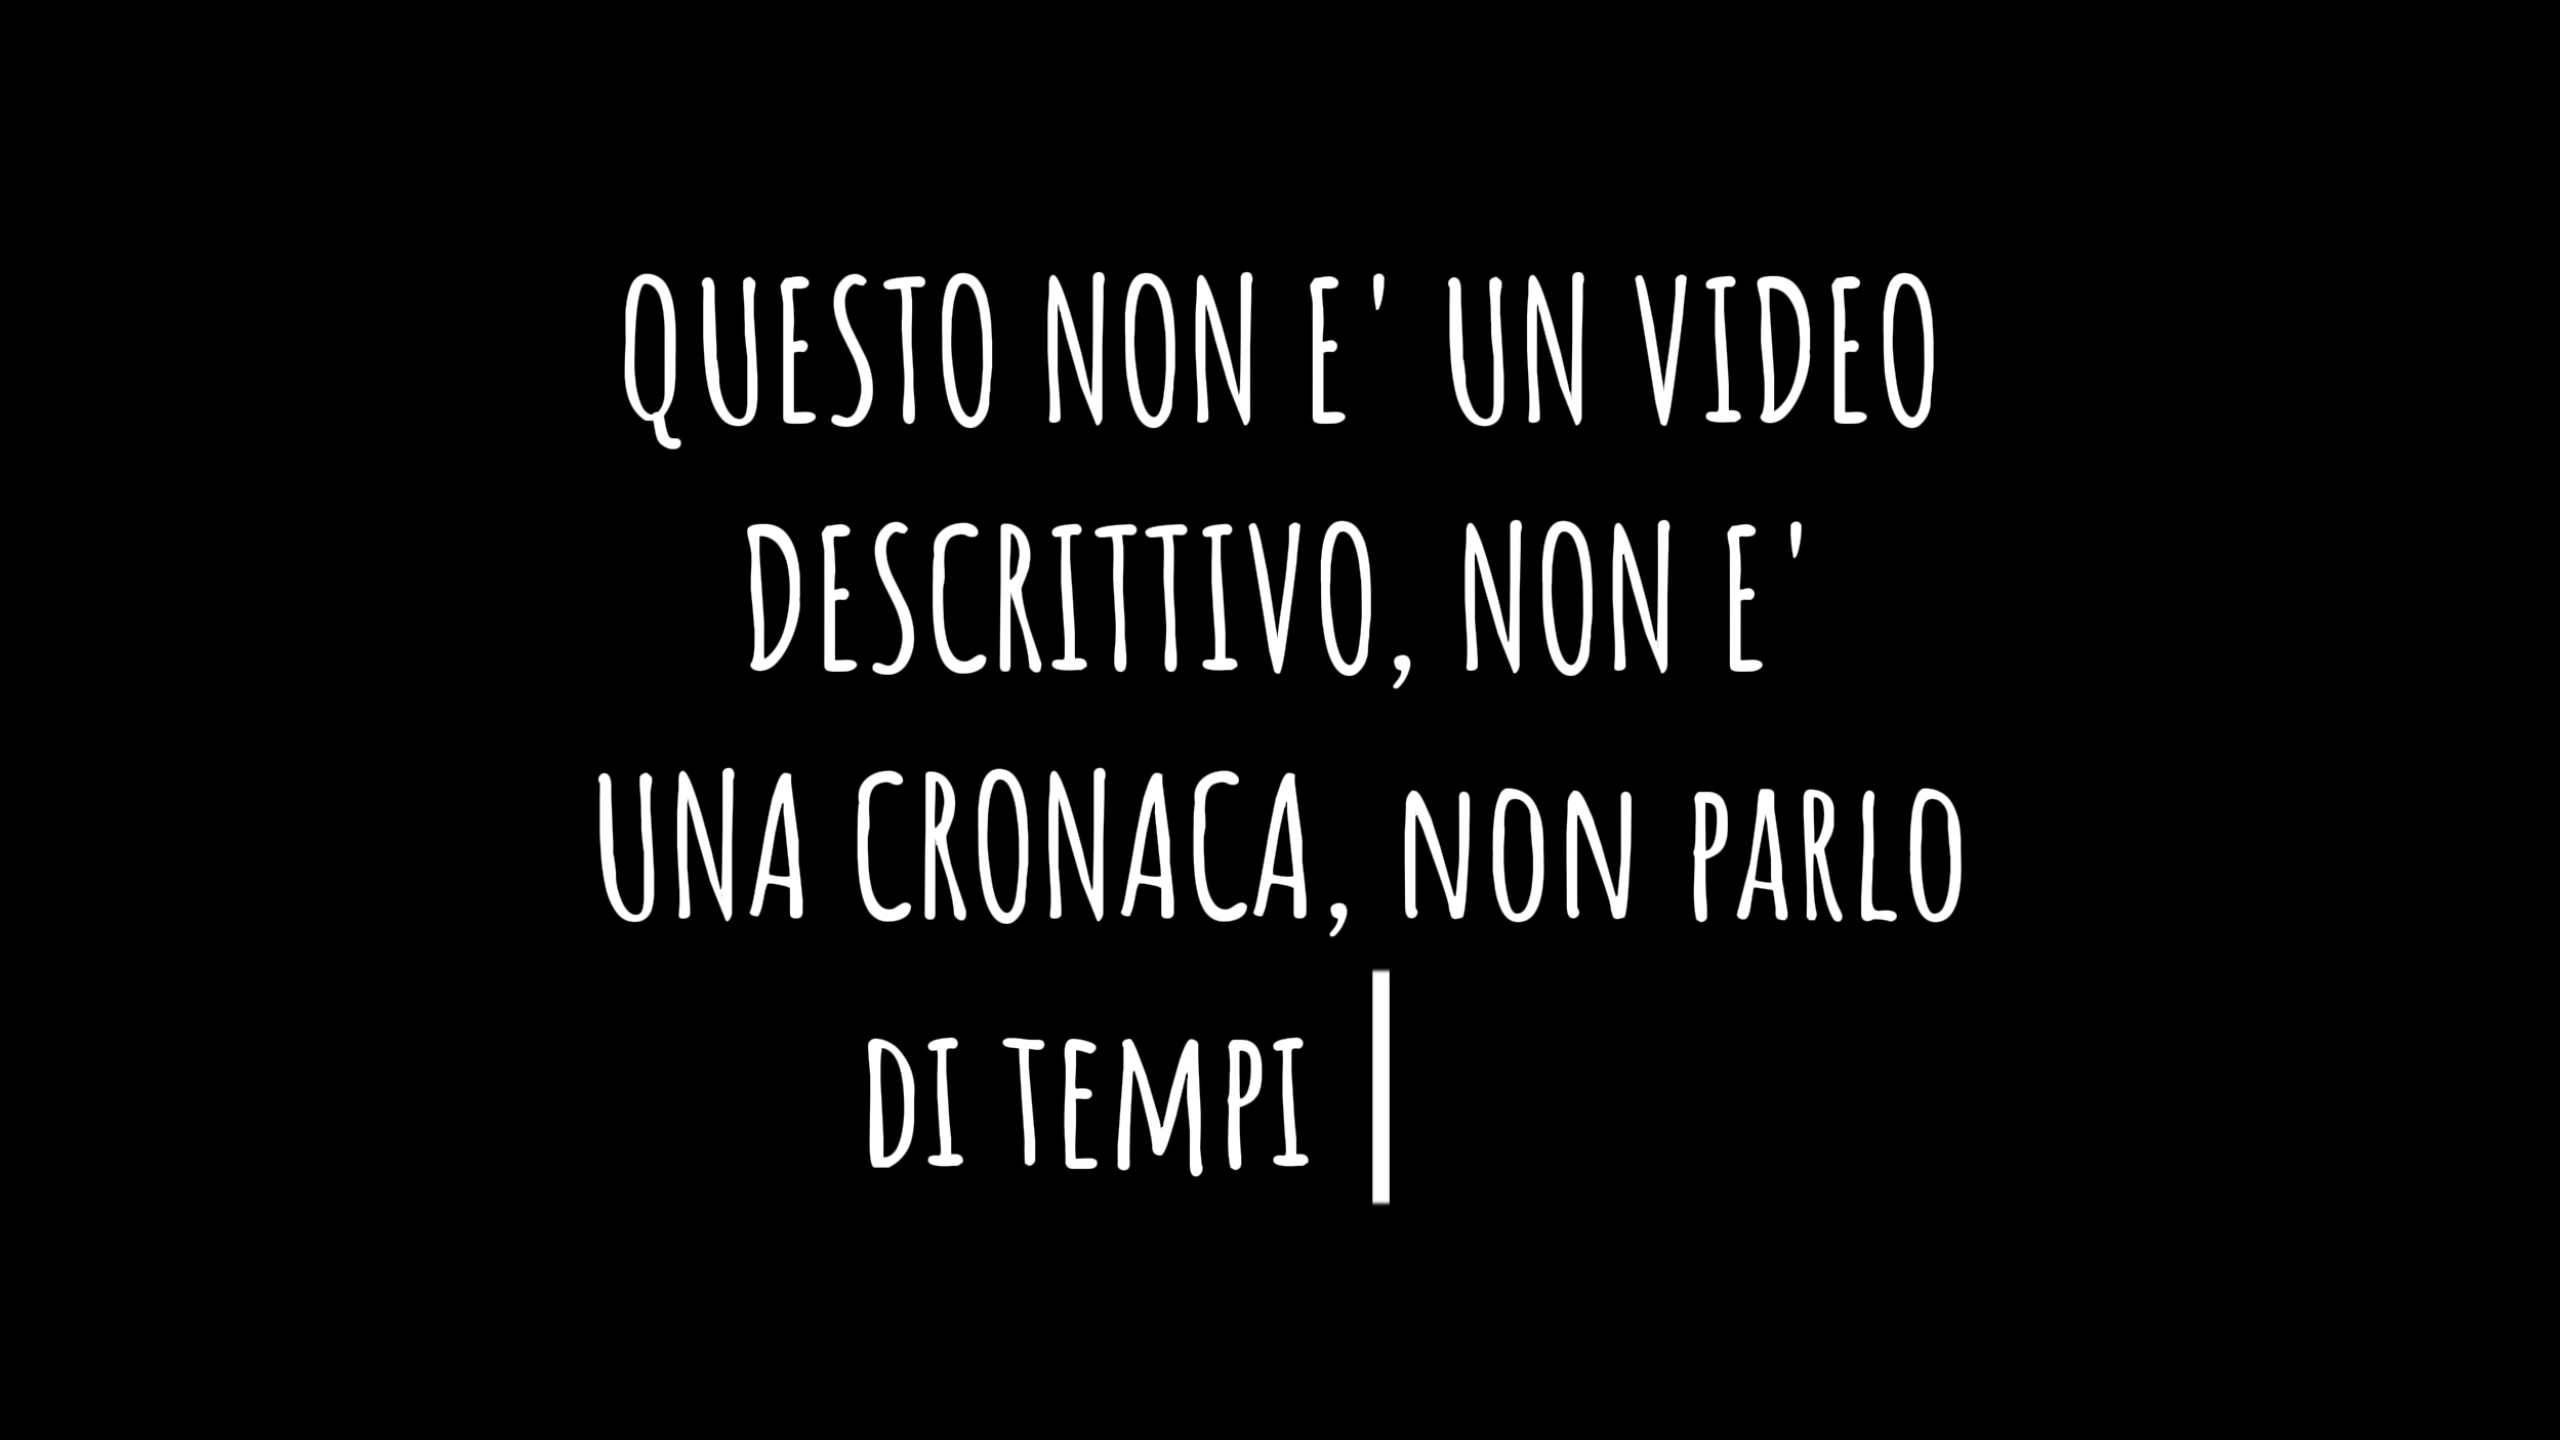 QUESTO NON E' UN VIDEO
DESCRITTIVO, NON E'
UNA CRONACA, non parlo
di tempi